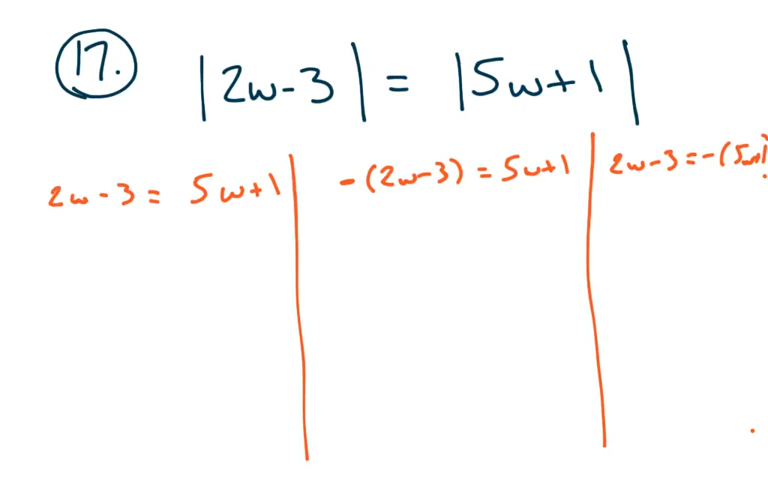 17. |2w-3| = |5w+1|
2w-3 = 5w+1
-(2w-3) = 5w+1
2w-3 = -(5w+1)